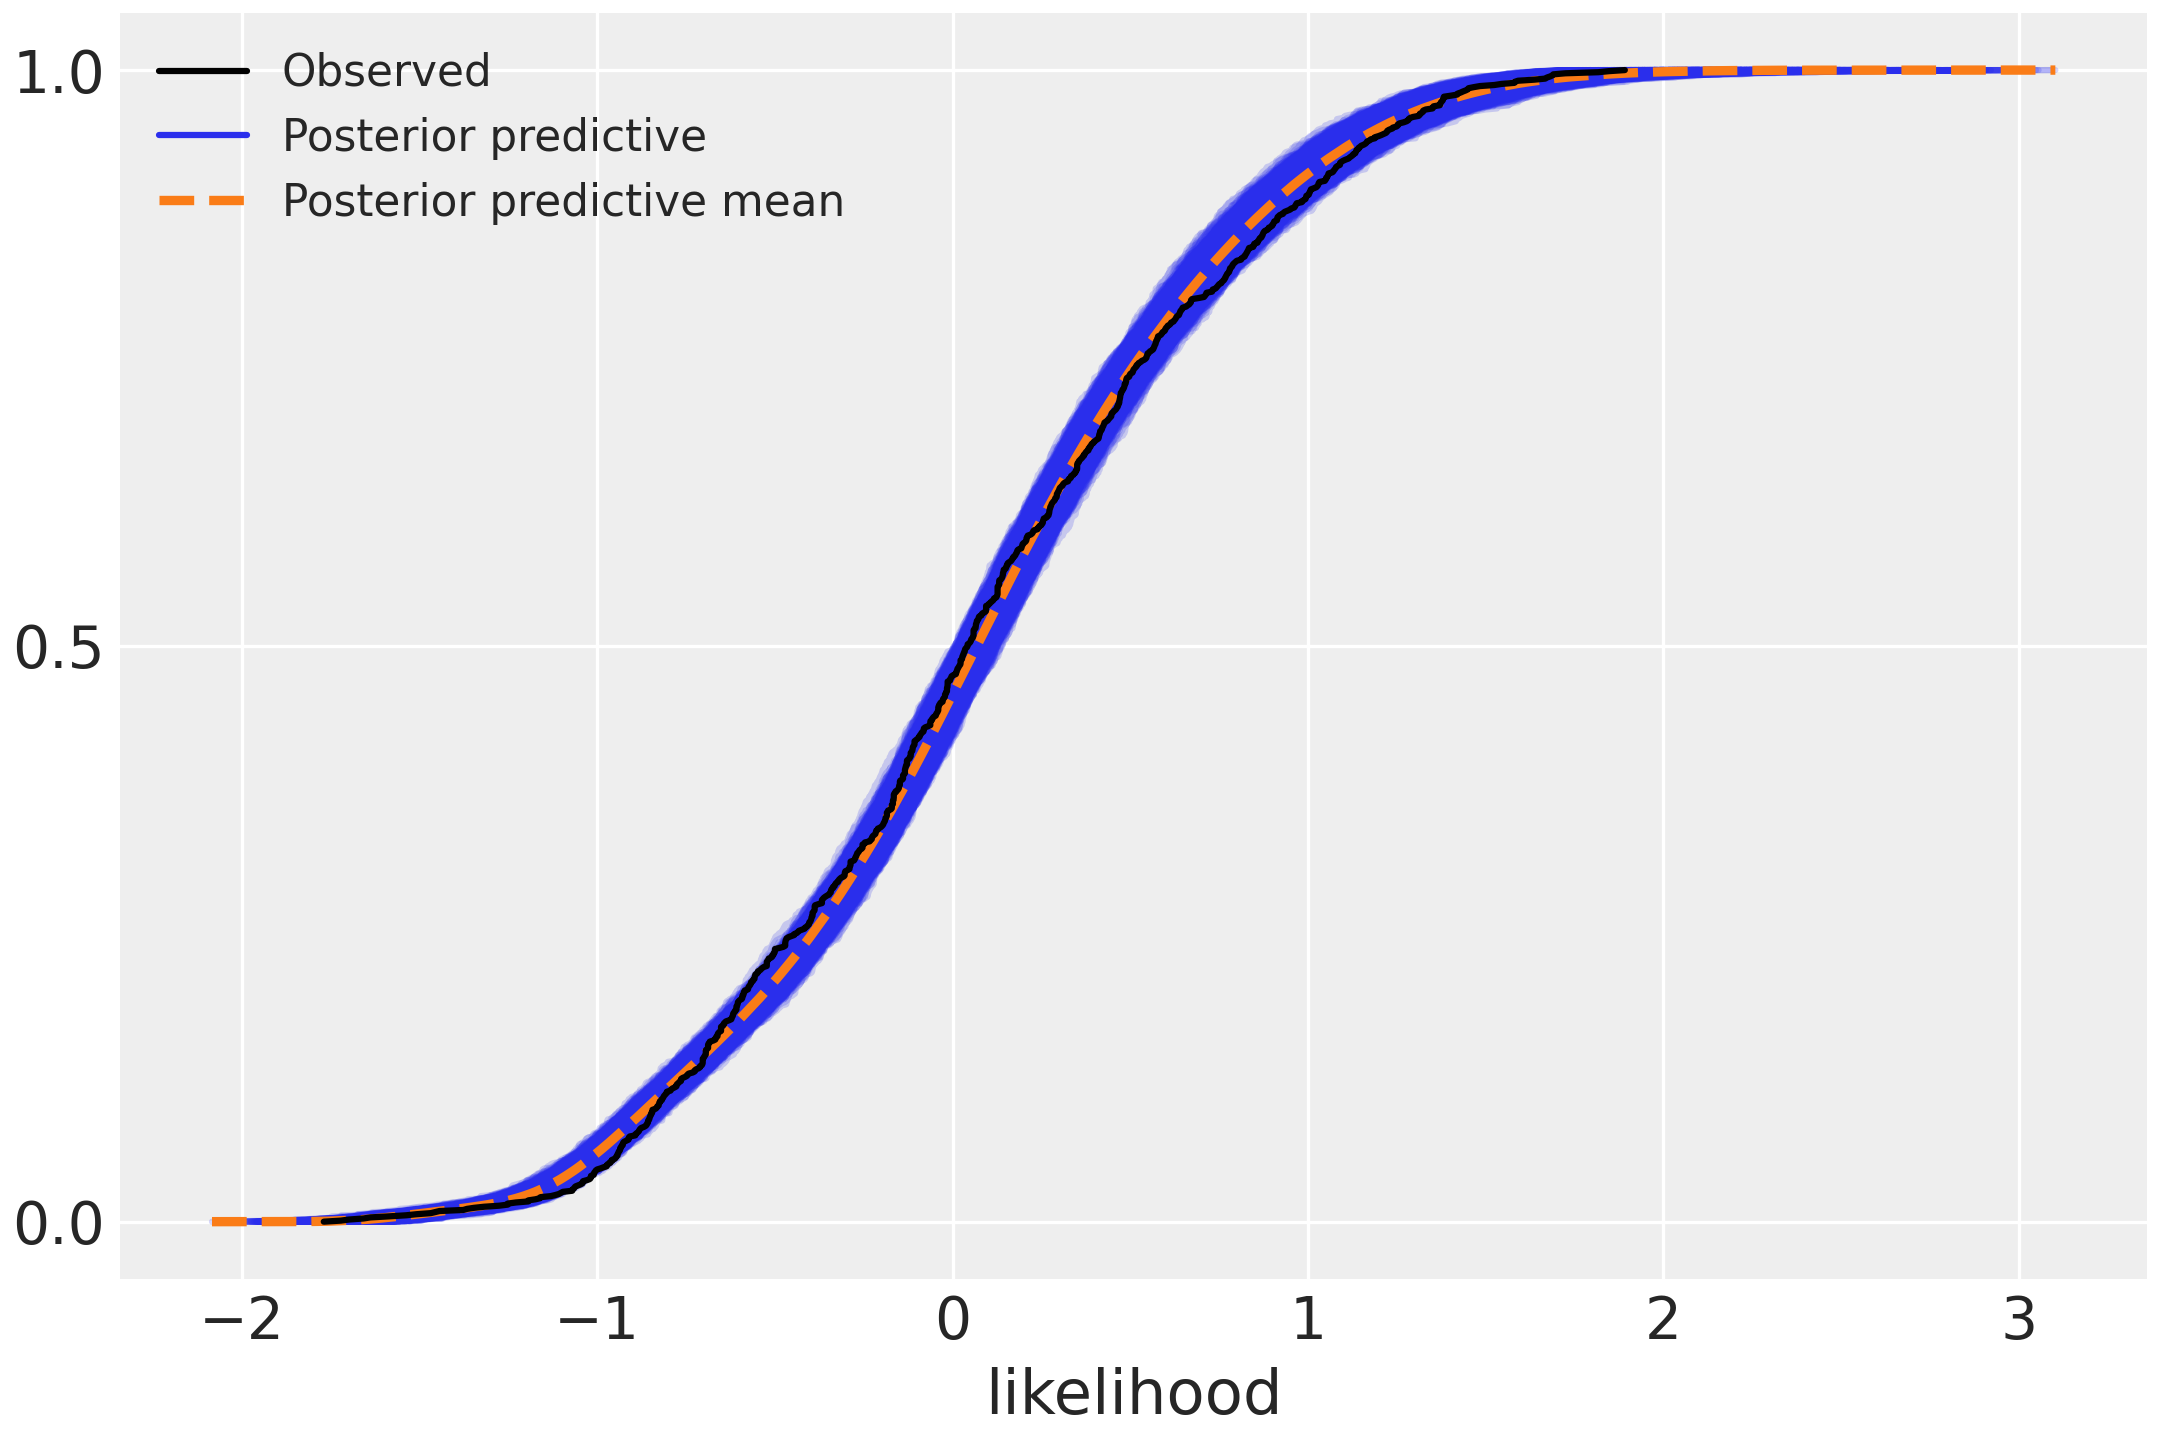 1.0
Observed
Posterior predictive
Posterior predictive mean
0.5
0.0
−2 −1 0 1 2 3
likelihood